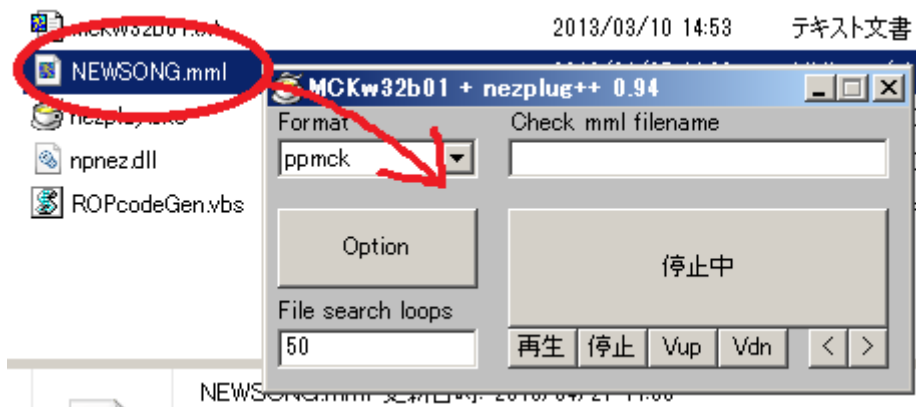 2013/03/10 14:53 テキスト文書
NEWSONG.mml
MCKw32b01 + nezplug++ 0.94
Format
Check mml filename
ppmck
npnez.dll
ROPcodeGen.vbs
Option
停止中
File search loops
50
再生 停止 Vup Vdn < >